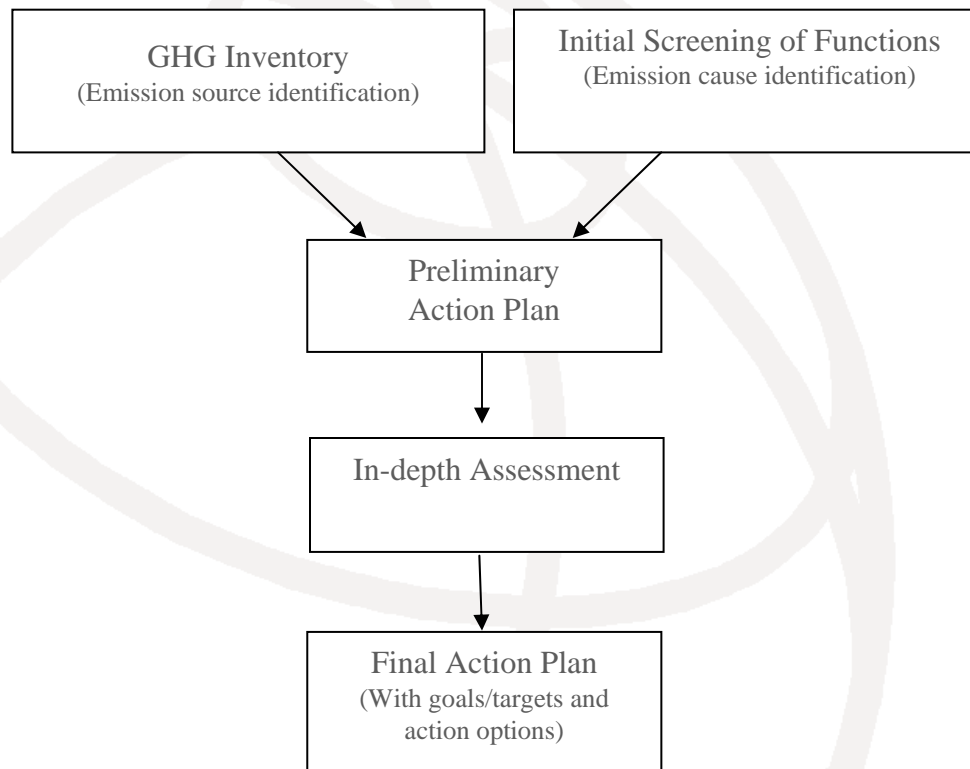 GHG Inventory
(Emission source identification)
Initial Screening of Functions
(Emission cause identification)
Preliminary
Action Plan
In-depth Assessment
Final Action Plan
(With goals/targets and
action options)